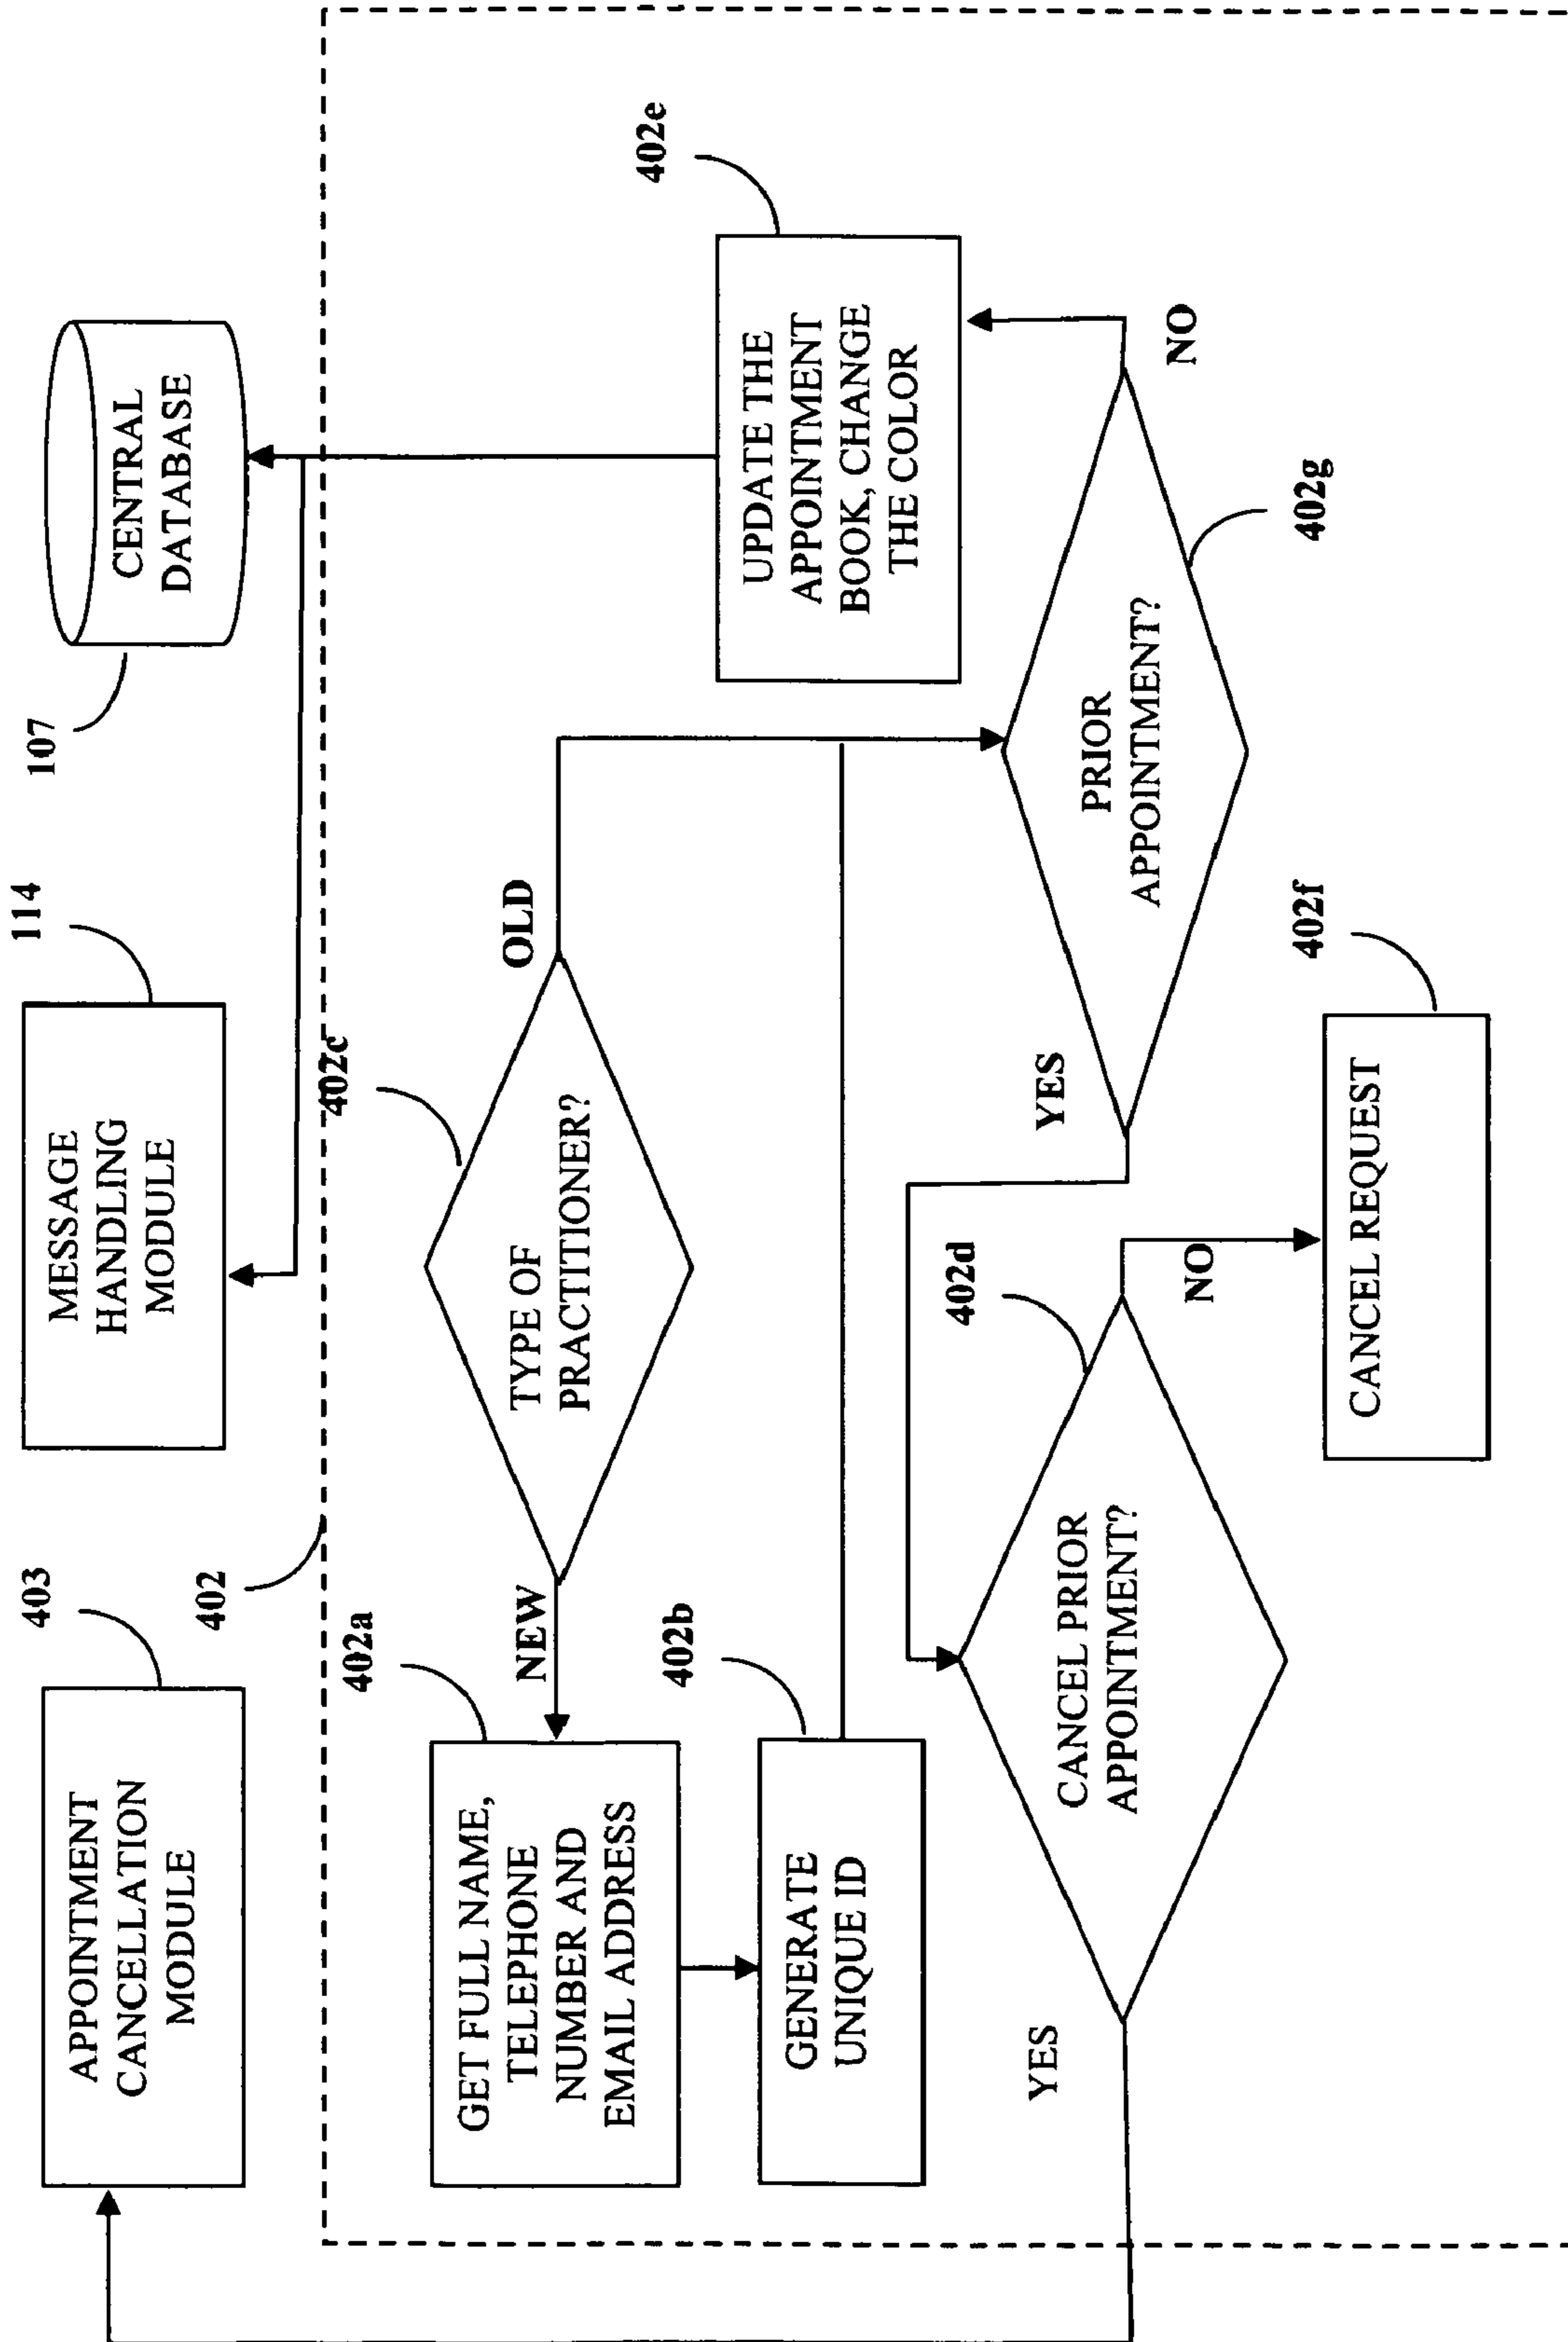 APPOINTMENT
CANCELLATION
MODULE
403
MESSAGE
HANDLING
MODULE
114
CENTRAL
DATABASE
107
402
402c
TYPE OF
PRACTITIONER?
NEW
OLD
402a
GET FULL NAME,
TELEPHONE
NUMBER AND
EMAIL ADDRESS
402b
GENERATE
UNIQUE ID
402e
UPDATE THE
APPOINTMENT
BOOK, CHANGE
THE COLOR
402d
CANCEL PRIOR
APPOINTMENT?
YES
NO
PRIOR
APPOINTMENT?
YES
NO
402g
402f
CANCEL REQUEST